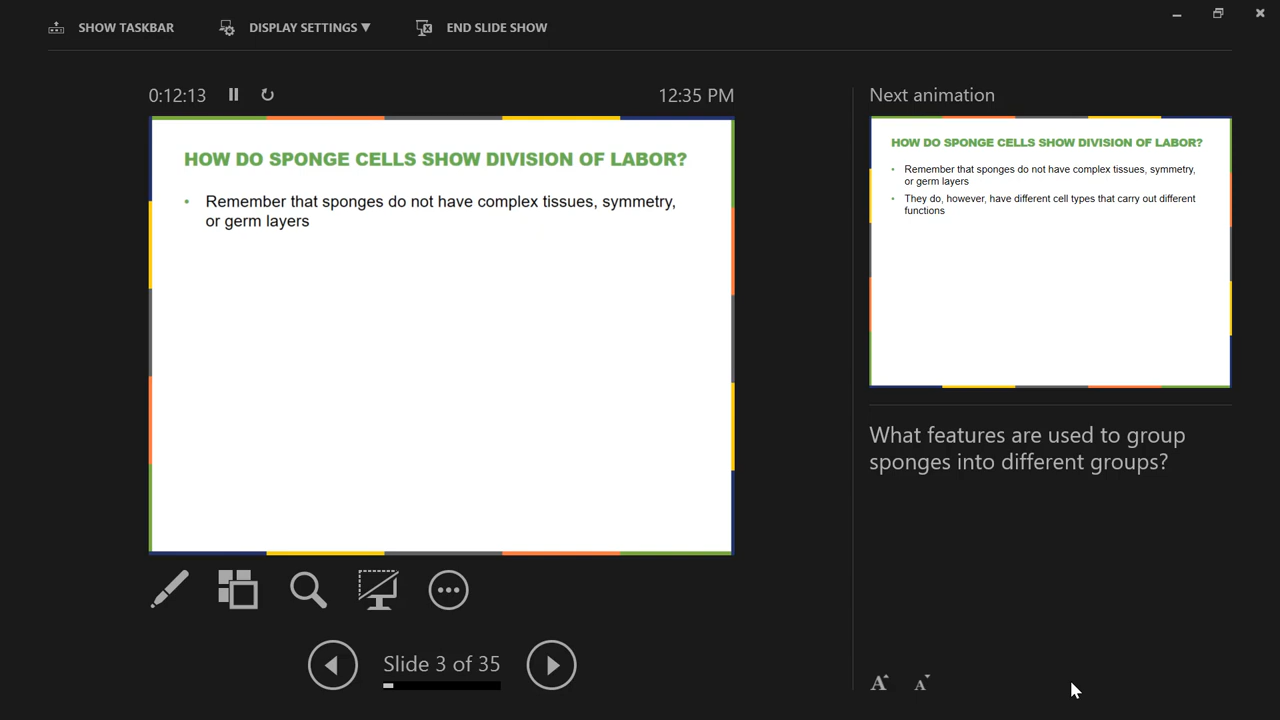 SHOW TASKBAR
DISPLAY SETTINGS ▼
END SLIDE SHOW
0:12:13
12:35 PM
HOW DO SPONGE CELLS SHOW DIVISION OF LABOR?
• Remember that sponges do not have complex tissues, symmetry,
or germ layers
Slide 3 of 35
Next animation
HOW DO SPONGE CELLS SHOW DIVISION OF LABOR?
• Remember that sponges do not have complex tissues, symmetry,
or germ layers
• They do, however, have different cell types that carry out different
functions
What features are used to group
sponges into different groups?
A A